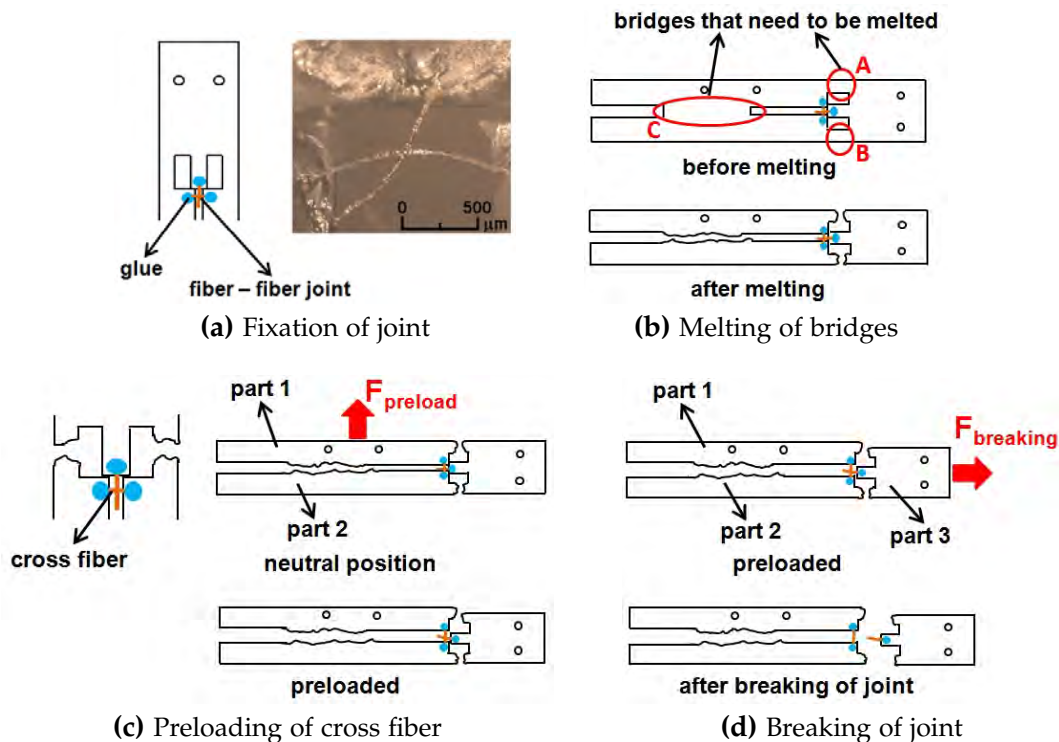 glue
fiber – fiber joint
0 500
μm
(a) Fixation of joint
bridges that need to be melted
A
C
B
before melting
after melting
(b) Melting of bridges
part 1
F preload
cross fiber
part 2
neutral position
preloaded
(c) Preloading of cross fiber
part 1
F breaking
part 2
part 3
preloaded
after breaking of joint
(d) Breaking of joint